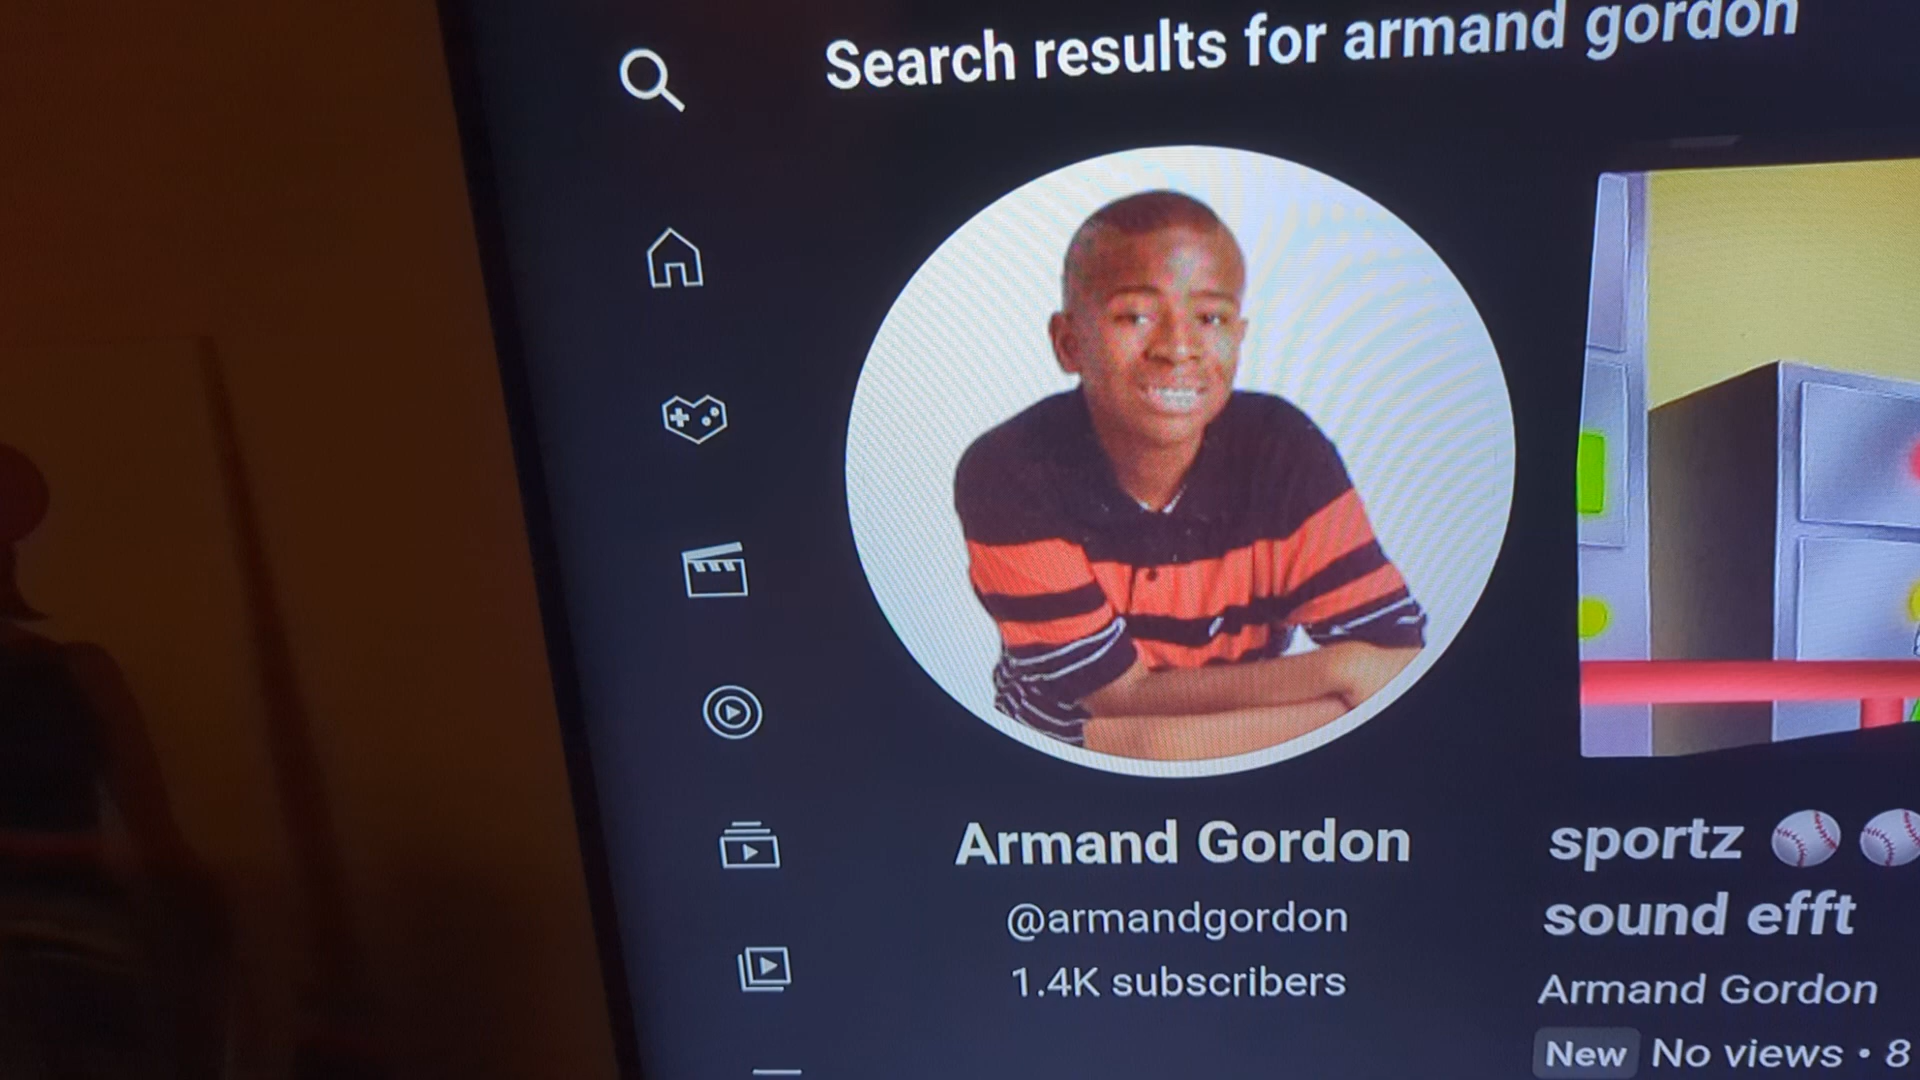 Search results for armand gordon
Armand Gordon
@armandgordon
1.4K subscribers
sportz ⚾ ⚾
sound efft
Armand Gordon
New No views • 8